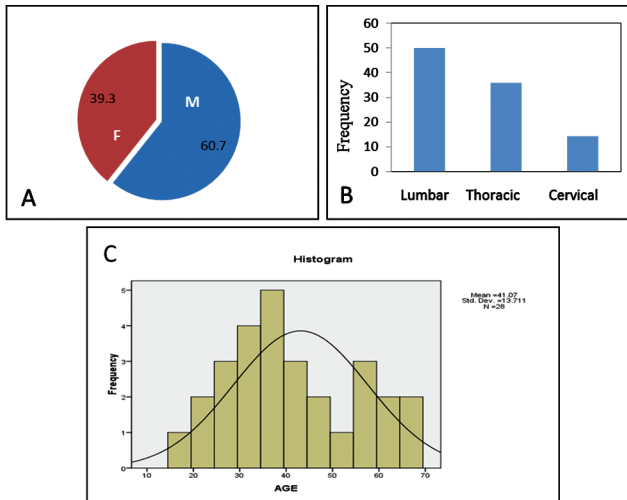 39.3
M
F
60.7
A
Frequency
60
50
40
30
20
10
0
Lumbar Thoracic Cervical
B
C
Histogram
Mean =41.07
Std. Dev. =13.711
N =28
Frequency
5
4
3
2
1
0
10 20 30 40 50 60 70
AGE